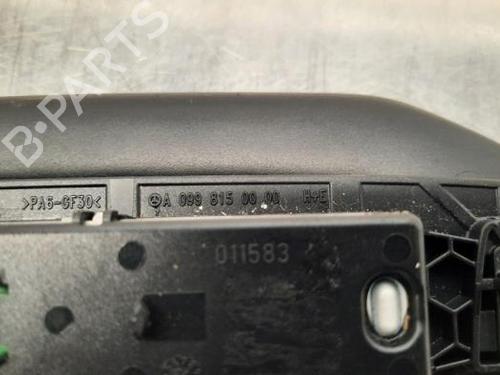 B-PARTS
>PA6-GF30<
A 099 815 00 00 H+E
011583